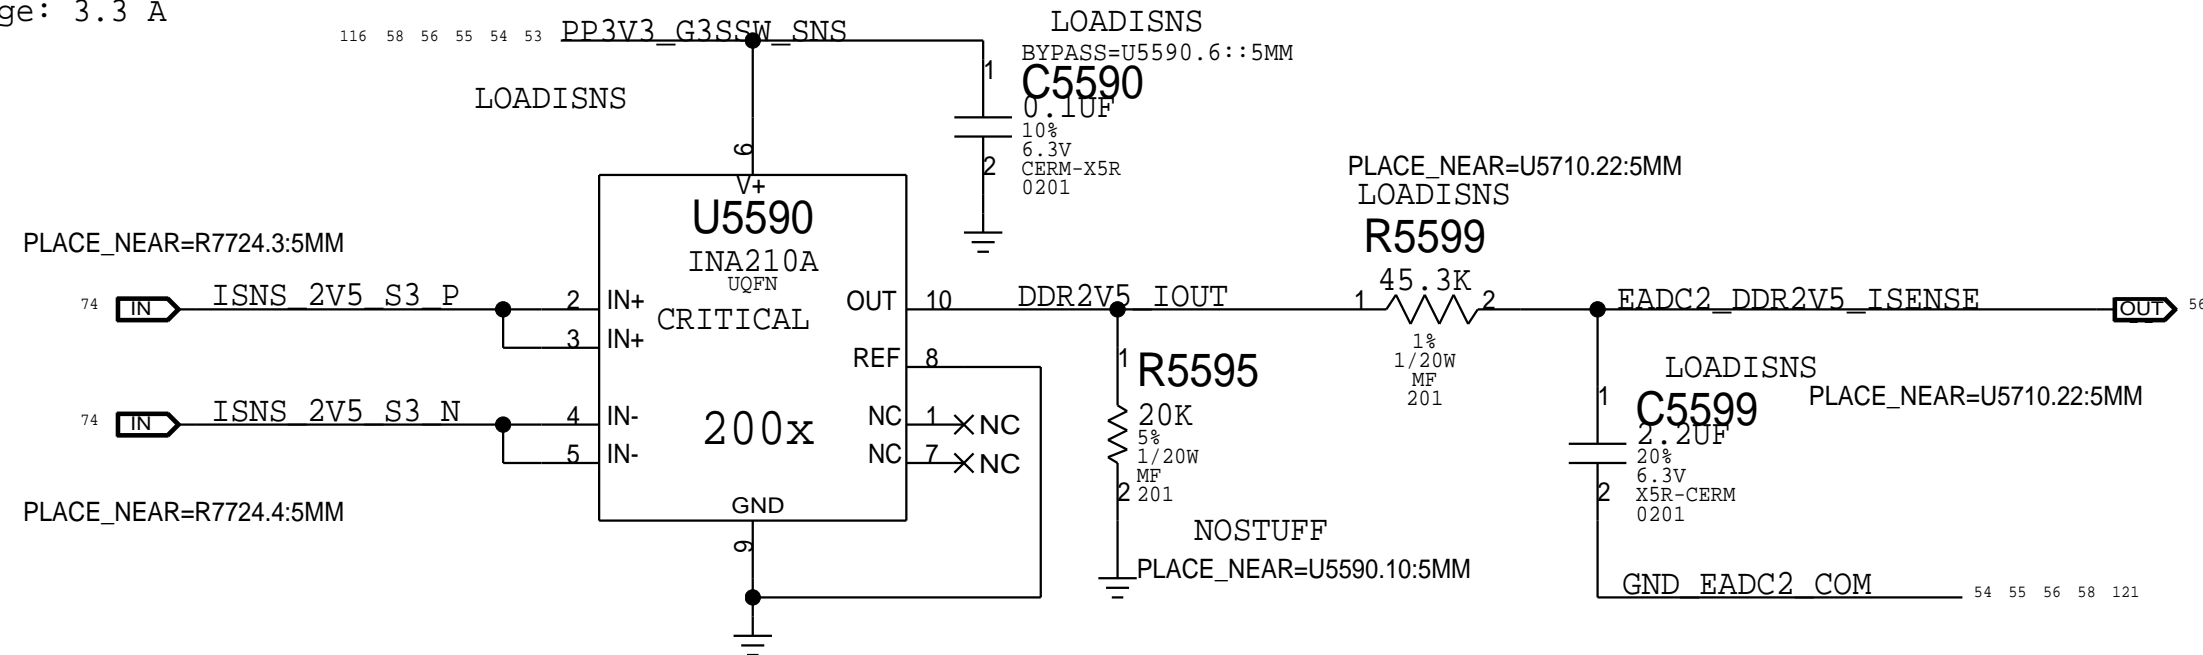 ge: 3.3 A
116 58 56 55 54 53 PP3V3_G3SSW_SNS
LOADISNS
LOADISNS
BYPASS=U5590.6::5MM
1
C5590
0.1UF
10%
6.3V
CERM-X5R
0201
2
6
V+
U5590
INA210A
UQFN
CRITICAL
200x
PLACE_NEAR=R7724.3:5MM
74 IN ISNS_2V5_S3_P 2 IN+
3 IN+
74 IN ISNS_2V5_S3_N 4 IN-
5 IN-
PLACE_NEAR=R7724.4:5MM
OUT 10 DDR2V5_IOUT
REF 8
NC 1 NC
NC 7 NC
GND
9
PLACE_NEAR=U5710.22:5MM
LOADISNS
R5599
45.3K
1 2
1%
1/20W
MF
201
EADC2_DDR2V5_ISENSE OUT 56
1
R5595
20K
5%
1/20W
MF
2 201
NOSTUFF
PLACE_NEAR=U5590.10:5MM
LOADISNS
PLACE_NEAR=U5710.22:5MM
1
C5599
2.2UF
20%
6.3V
2 X5R-CERM
0201
GND_EADC2_COM 54 55 56 58 121